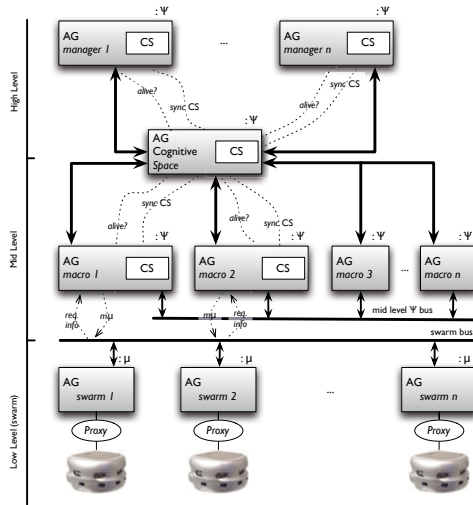 : Ψ
: Ψ
AG
manager 1
CS
...
AG
manager n
CS
High Level
alive?
sync CS
alive?
sync CS
: Ψ
AG
Cognitive
Space
CS
alive?
sync CS
alive?
sync CS
Mid Level
: Ψ
: Ψ
: Ψ
: Ψ
AG
macro 1
CS
AG
macro 2
CS
AG
macro 3
...
AG
macro n
req.
info
mμ
mμ
req.
info
mid level Ψ bus
swarm bus
: μ
: μ
: μ
AG
swarm 1
AG
swarm 2
...
AG
swarm n
Low Level (swarm)
Proxy
Proxy
Proxy